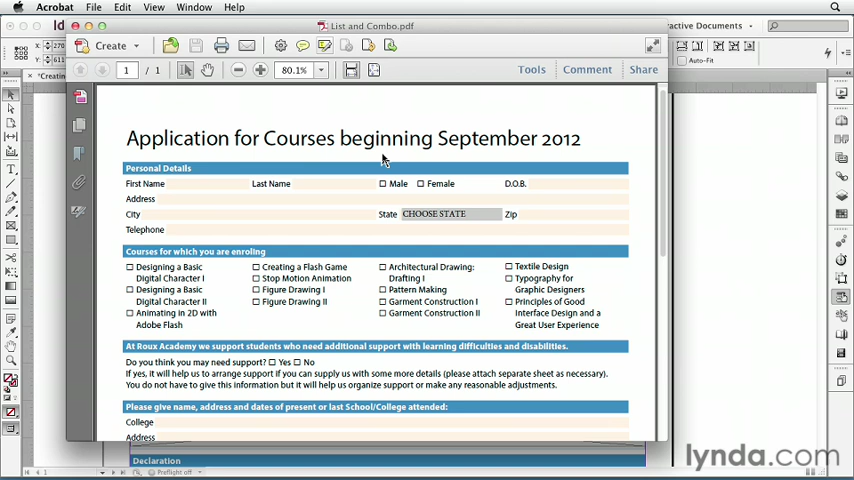 Acrobat File Edit View Window Help
List and Combo.pdf
ractive Documents
X: 270
Y: 611
Create
1 / 1
80.1%
Tools Comment Share
Auto-Fit
*Creatin
Application for Courses beginning September 2012
Personal Details
First Name Last Name Male Female D.O.B.
Address
City State CHOOSE STATE Zip
Telephone
Courses for which you are enroling
Designing a Basic Creating a Flash Game Architectural Drawing: Textile Design
Digital Character I Stop Motion Animation Drafting I Typography for
Designing a Basic Figure Drawing I Pattern Making Graphic Designers
Digital Character II Figure Drawing II Garment Construction I Principles of Good
Animating in 2D with Garment Construction II Interface Design and a
Adobe Flash Great User Experience
At Roux Academy we support students who need additional support with learning difficulties and disabilities.
Do you think you may need support? Yes No
If yes, it will help us to arrange support if you can supply us with some more details (please attach separate sheet as necessary).
You do not have to give this information but it will help us organize support or make any reasonable adjustments.
Please give name, address and dates of present or last School/College attended:
College
Address
Declaration
1 Preflight off
lynda.com